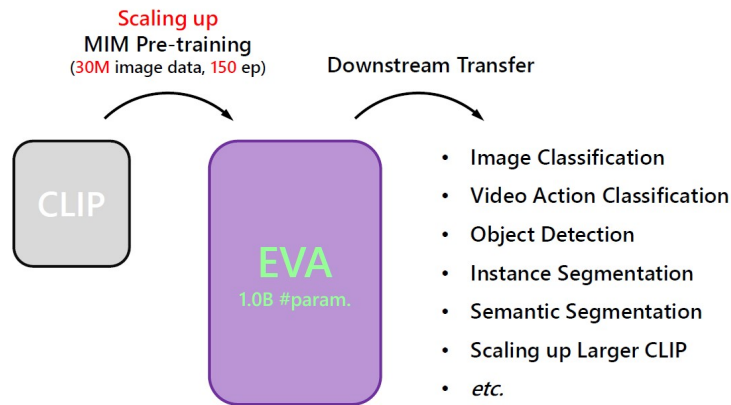 Scaling up
MIM Pre-training
(30M image data, 150 ep)
Downstream Transfer
CLIP
EVA
1.0B #param.
• Image Classification
• Video Action Classification
• Object Detection
• Instance Segmentation
• Semantic Segmentation
• Scaling up Larger CLIP
• etc.